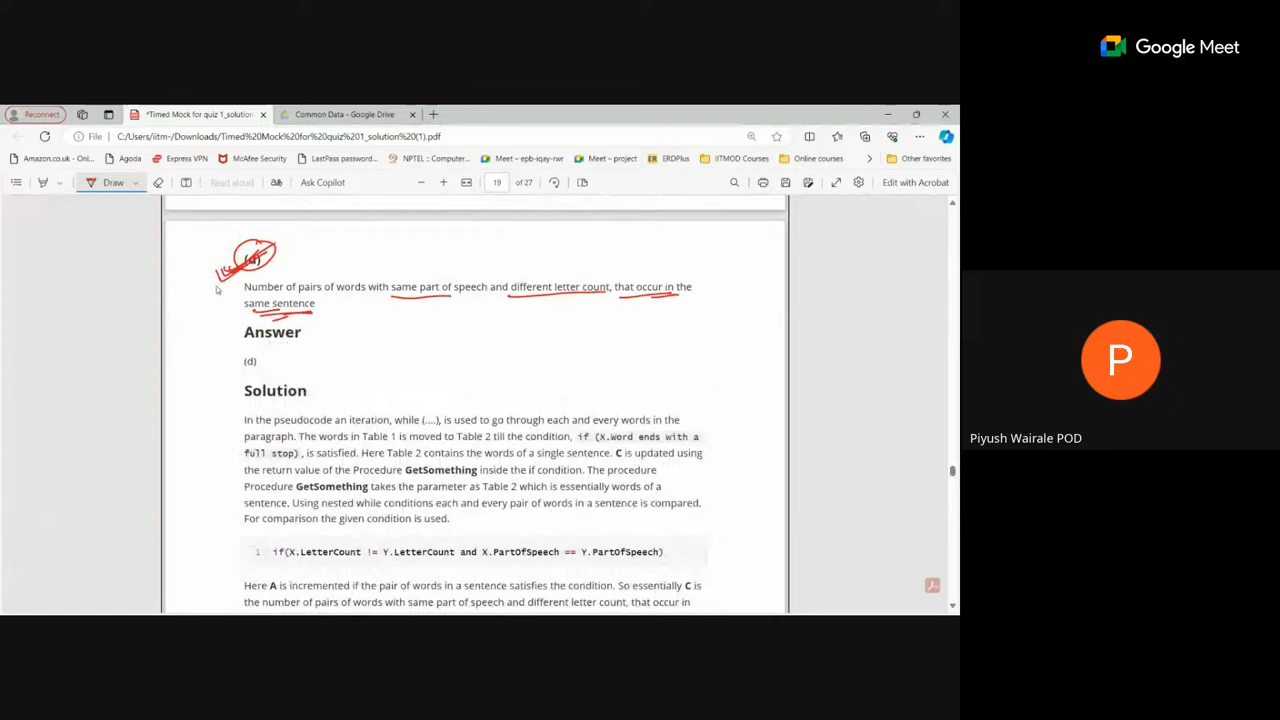 Google Meet
Reconnect
*Timed Mock for quiz 1_solution
Common Data - Google Drive
File
C:/Users/iitm-/Downloads/Timed%20Mock%20for%20quiz%201_solution%20(1).pdf
Amazon.co.uk - Onl...
Agoda
Express VPN
McAfee Security
LastPass password...
NPTEL :: Computer...
Meet – epb-iqay-rwr
Meet – project
ER ERDPlus
IITMOD Courses
Online courses
Other favorites
Draw
Read aloud
Ask Copilot
19 of 27
Edit with Acrobat
(d)
Number of pairs of words with same part of speech and different letter count, that occur in the
same sentence
Answer
(d)
Solution
In the pseudocode an iteration, while (....), is used to go through each and every words in the
paragraph. The words in Table 1 is moved to Table 2 till the condition, if (X.Word ends with a
full stop), is satisfied. Here Table 2 contains the words of a single sentence. C is updated using
the return value of the Procedure GetSomething inside the if condition. The procedure
Procedure GetSomething takes the parameter as Table 2 which is essentially words of a
sentence. Using nested while conditions each and every pair of words in a sentence is compared.
For comparison the given condition is used.
1 if(X.LetterCount != Y.LetterCount and X.PartOfSpeech == Y.PartOfSpeech)
Here A is incremented if the pair of words in a sentence satisfies the condition. So essentially C is
the number of pairs of words with same part of speech and different letter count, that occur in
P
Piyush Wairale POD